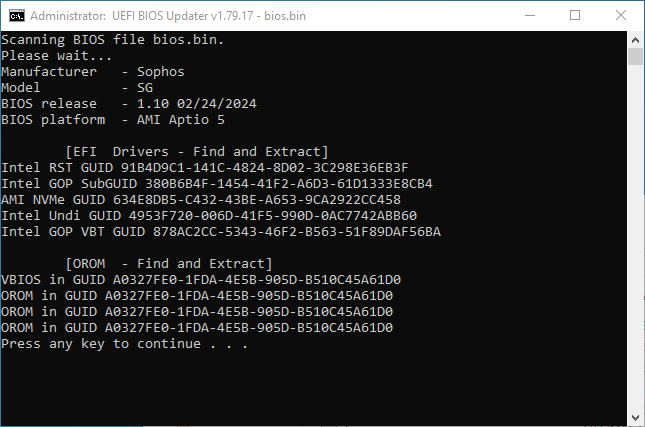 Administrator: UEFI BIOS Updater v1.79.17 - bios.bin
Scanning BIOS file bios.bin.
Please wait...
Manufacturer   - Sophos
Model          - SG
BIOS release   - 1.10 02/24/2024
BIOS platform  - AMI Aptio 5
[EFI  Drivers - Find and Extract]
Intel RST GUID 91B4D9C1-141C-4824-8D02-3C298E36EB3F
Intel GOP SubGUID 380B6B4F-1454-41F2-A6D3-61D1333E8CB4
AMI NVMe GUID 634E8DB5-C432-43BE-A653-9CA2922CC458
Intel Undi GUID 4953F720-006D-41F5-990D-0AC7742ABB60
Intel GOP VBT GUID 878AC2CC-5343-46F2-B563-51F89DAF56BA
[OROM  - Find and Extract]
VBIOS in GUID A0327FE0-1FDA-4E5B-905D-B510C45A61D0
OROM in GUID A0327FE0-1FDA-4E5B-905D-B510C45A61D0
OROM in GUID A0327FE0-1FDA-4E5B-905D-B510C45A61D0
OROM in GUID A0327FE0-1FDA-4E5B-905D-B510C45A61D0
Press any key to continue . . .